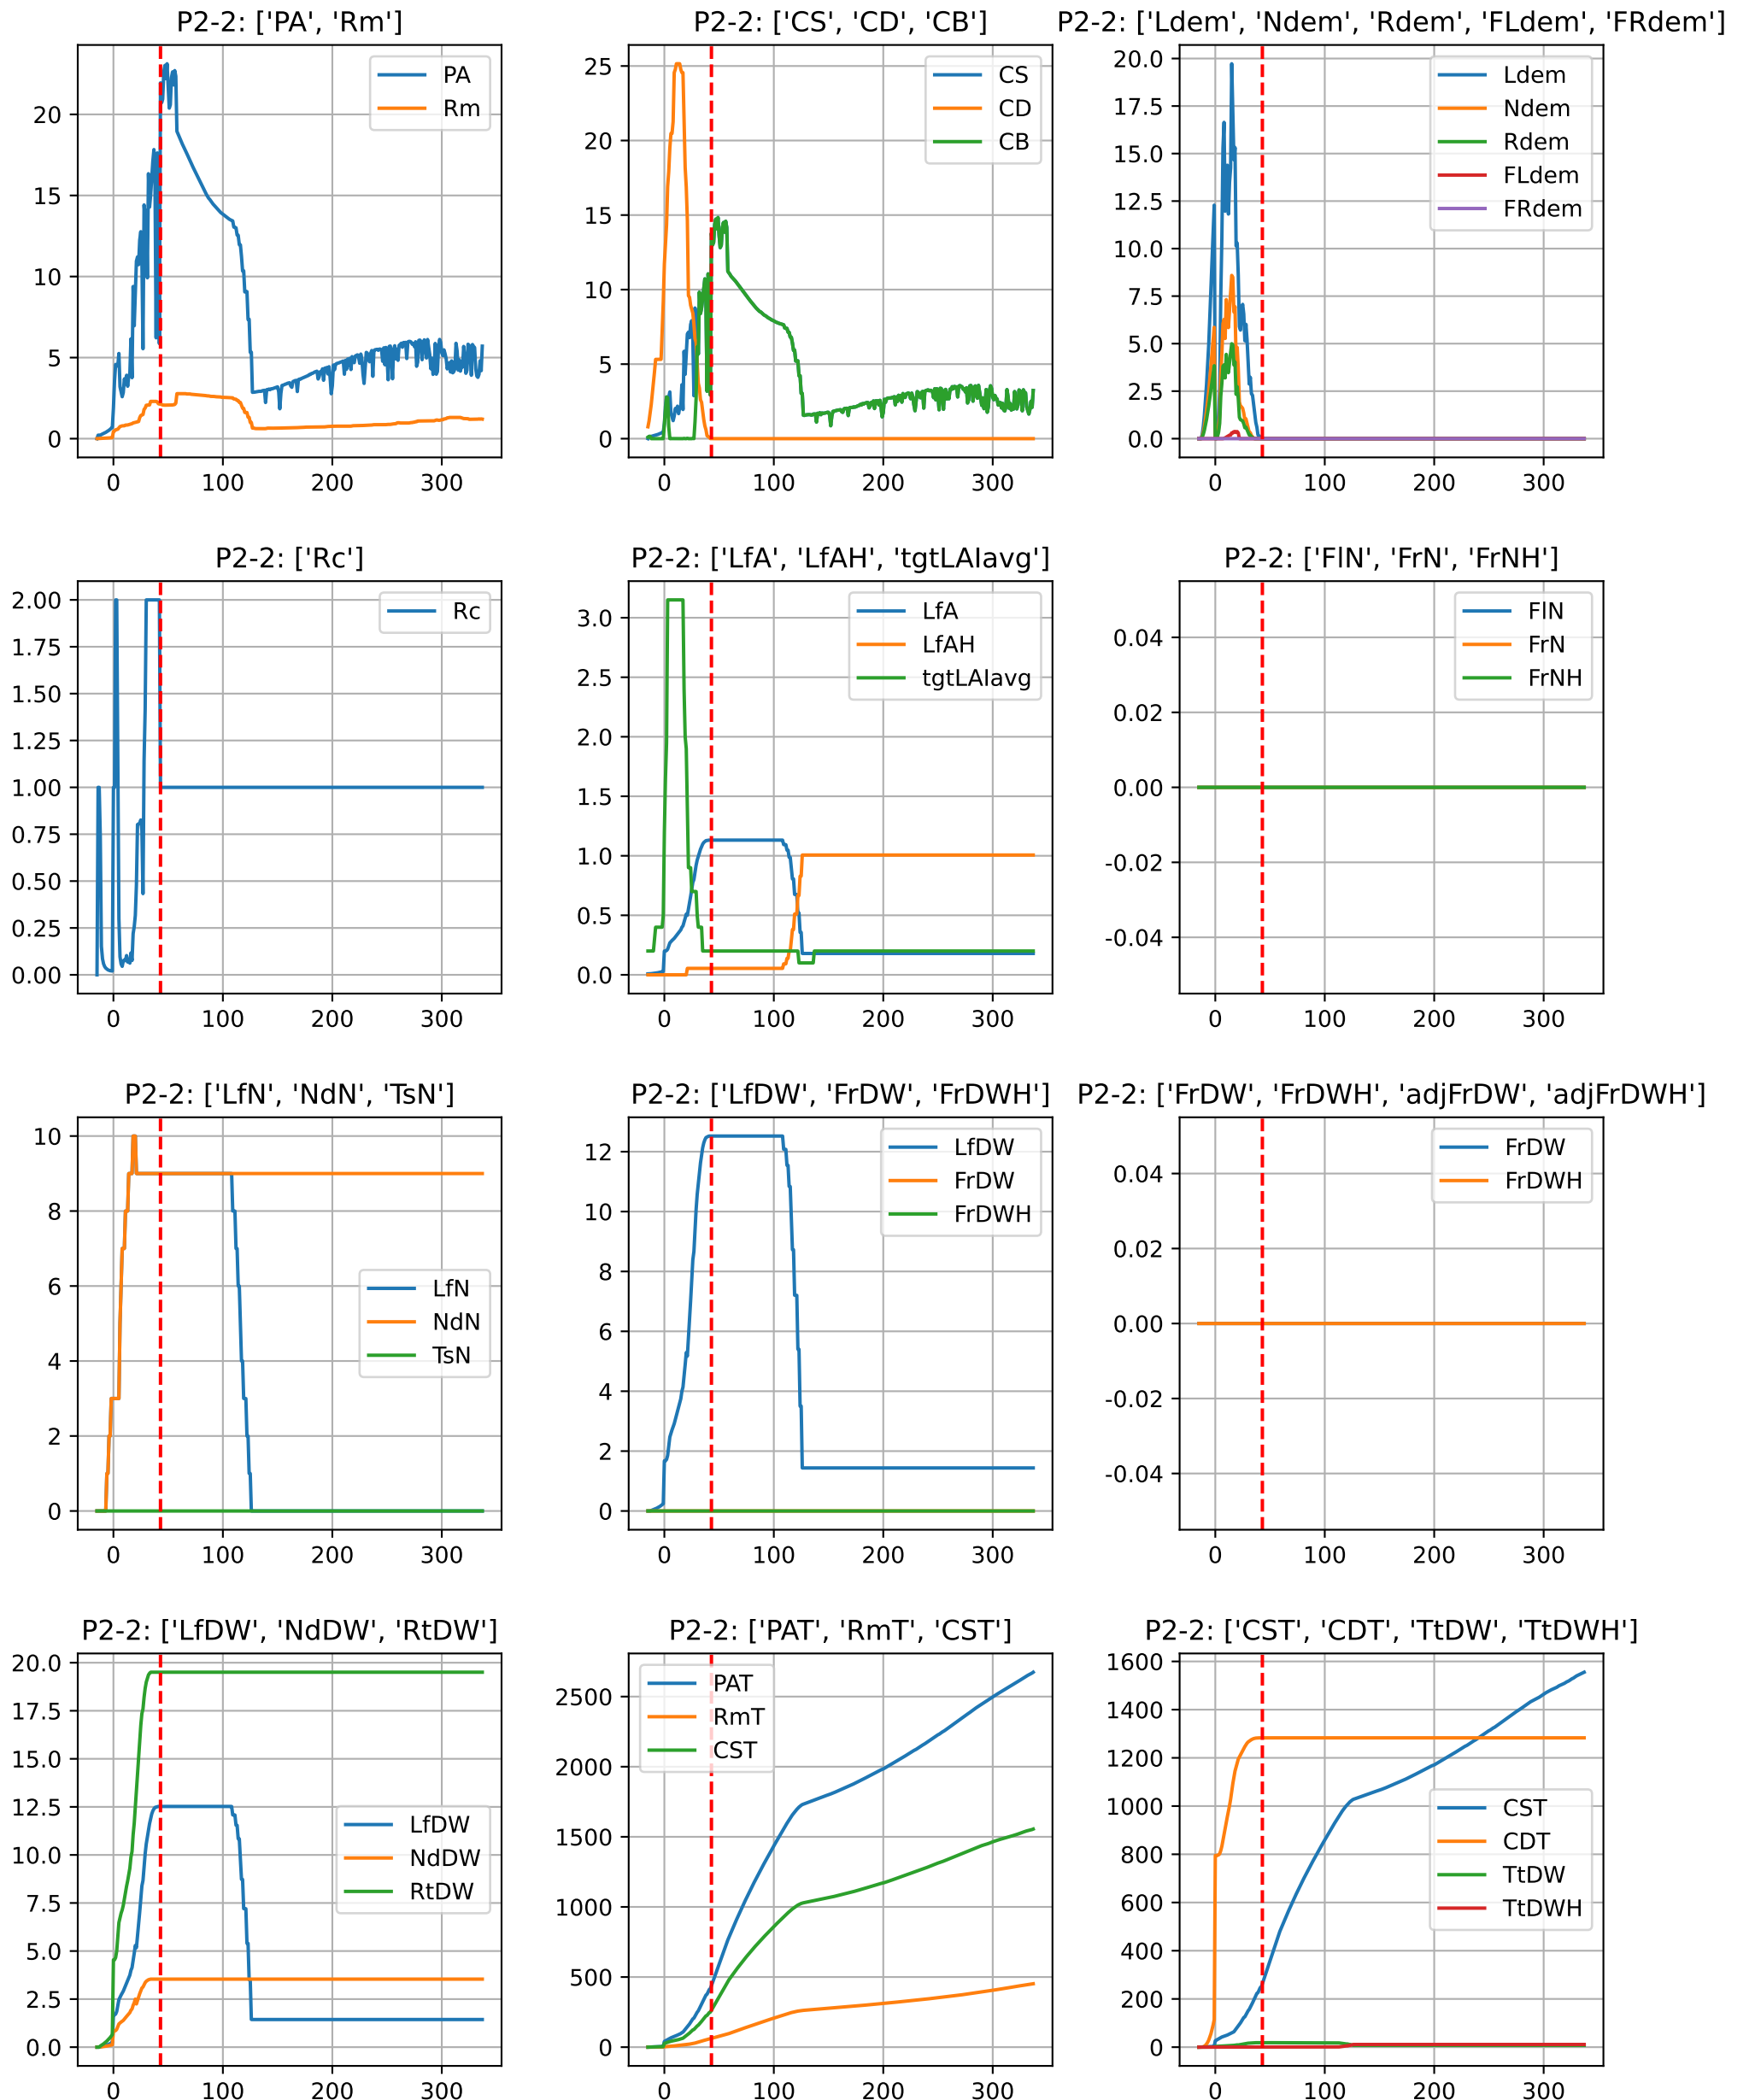 P2-2: ['PA', 'Rm']
PA
Rm
20
15
10
5
0
0 100 200 300
P2-2: ['CS', 'CD', 'CB']
CS
CD
CB
25
20
15
10
5
0
0 100 200 300
P2-2: ['Ldem', 'Ndem', 'Rdem', 'FLdem', 'FRdem']
Ldem
Ndem
Rdem
FLdem
FRdem
20.0
17.5
15.0
12.5
10.0
7.5
5.0
2.5
0.0
0 100 200 300
P2-2: ['Rc']
Rc
2.00
1.75
1.50
1.25
1.00
0.75
0.50
0.25
0.00
0 100 200 300
P2-2: ['LfA', 'LfAH', 'tgtLAIavg']
LfA
LfAH
tgtLAIavg
3.0
2.5
2.0
1.5
1.0
0.5
0.0
0 100 200 300
P2-2: ['FlN', 'FrN', 'FrNH']
FlN
FrN
FrNH
0.04
0.02
0.00
-0.02
-0.04
0 100 200 300
P2-2: ['LfN', 'NdN', 'TsN']
LfN
NdN
TsN
10
8
6
4
2
0
0 100 200 300
P2-2: ['LfDW', 'FrDW', 'FrDWH']
LfDW
FrDW
FrDWH
12
10
8
6
4
2
0
0 100 200 300
P2-2: ['FrDW', 'FrDWH', 'adjFrDW', 'adjFrDWH']
FrDW
FrDWH
0.04
0.02
0.00
-0.02
-0.04
0 100 200 300
P2-2: ['LfDW', 'NdDW', 'RtDW']
LfDW
NdDW
RtDW
20.0
17.5
15.0
12.5
10.0
7.5
5.0
2.5
0.0
0 100 200 300
P2-2: ['PAT', 'RmT', 'CST']
PAT
RmT
CST
2500
2000
1500
1000
500
0
0 100 200 300
P2-2: ['CST', 'CDT', 'TtDW', 'TtDWH']
CST
CDT
TtDW
TtDWH
1600
1400
1200
1000
800
600
400
200
0
0 100 200 300